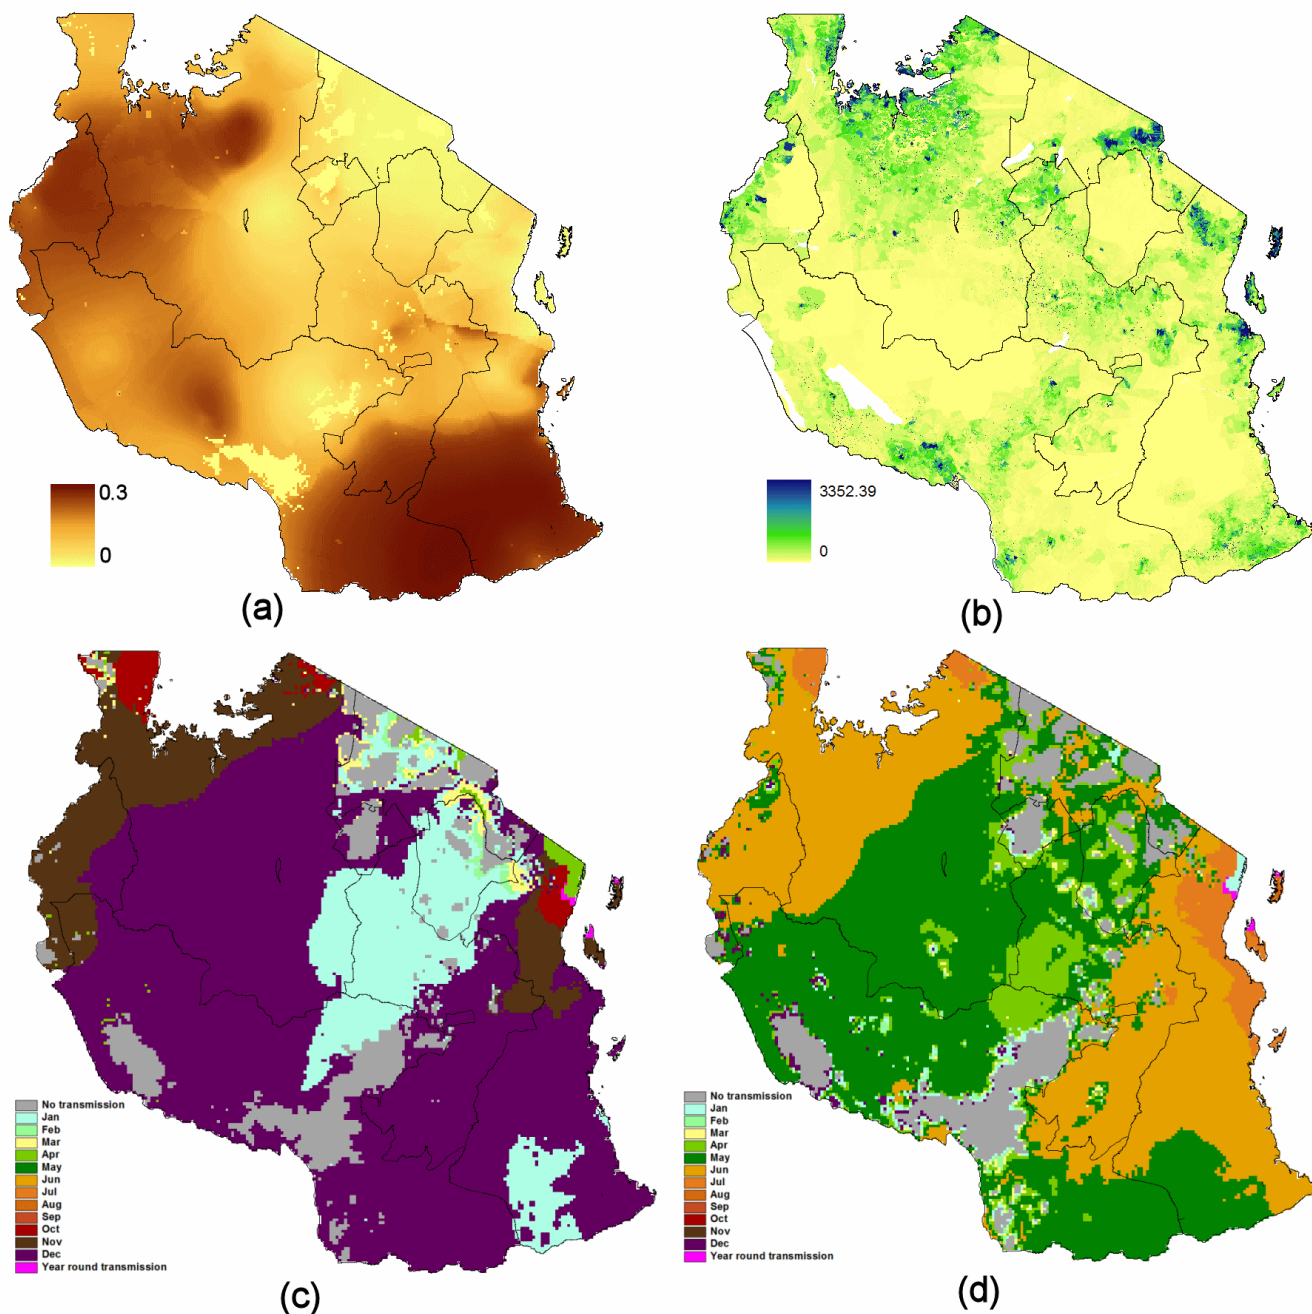 0.3
0
(a)
3352.39
0
(b)
No transmission
Jan
Feb
Mar
Apr
May
Jun
Jul
Aug
Sep
Oct
Nov
Dec
Year round transmission
(c)
No transmission
Jan
Feb
Mar
Apr
May
Jun
Jul
Aug
Sep
Oct
Nov
Dec
Year round transmission
(d)